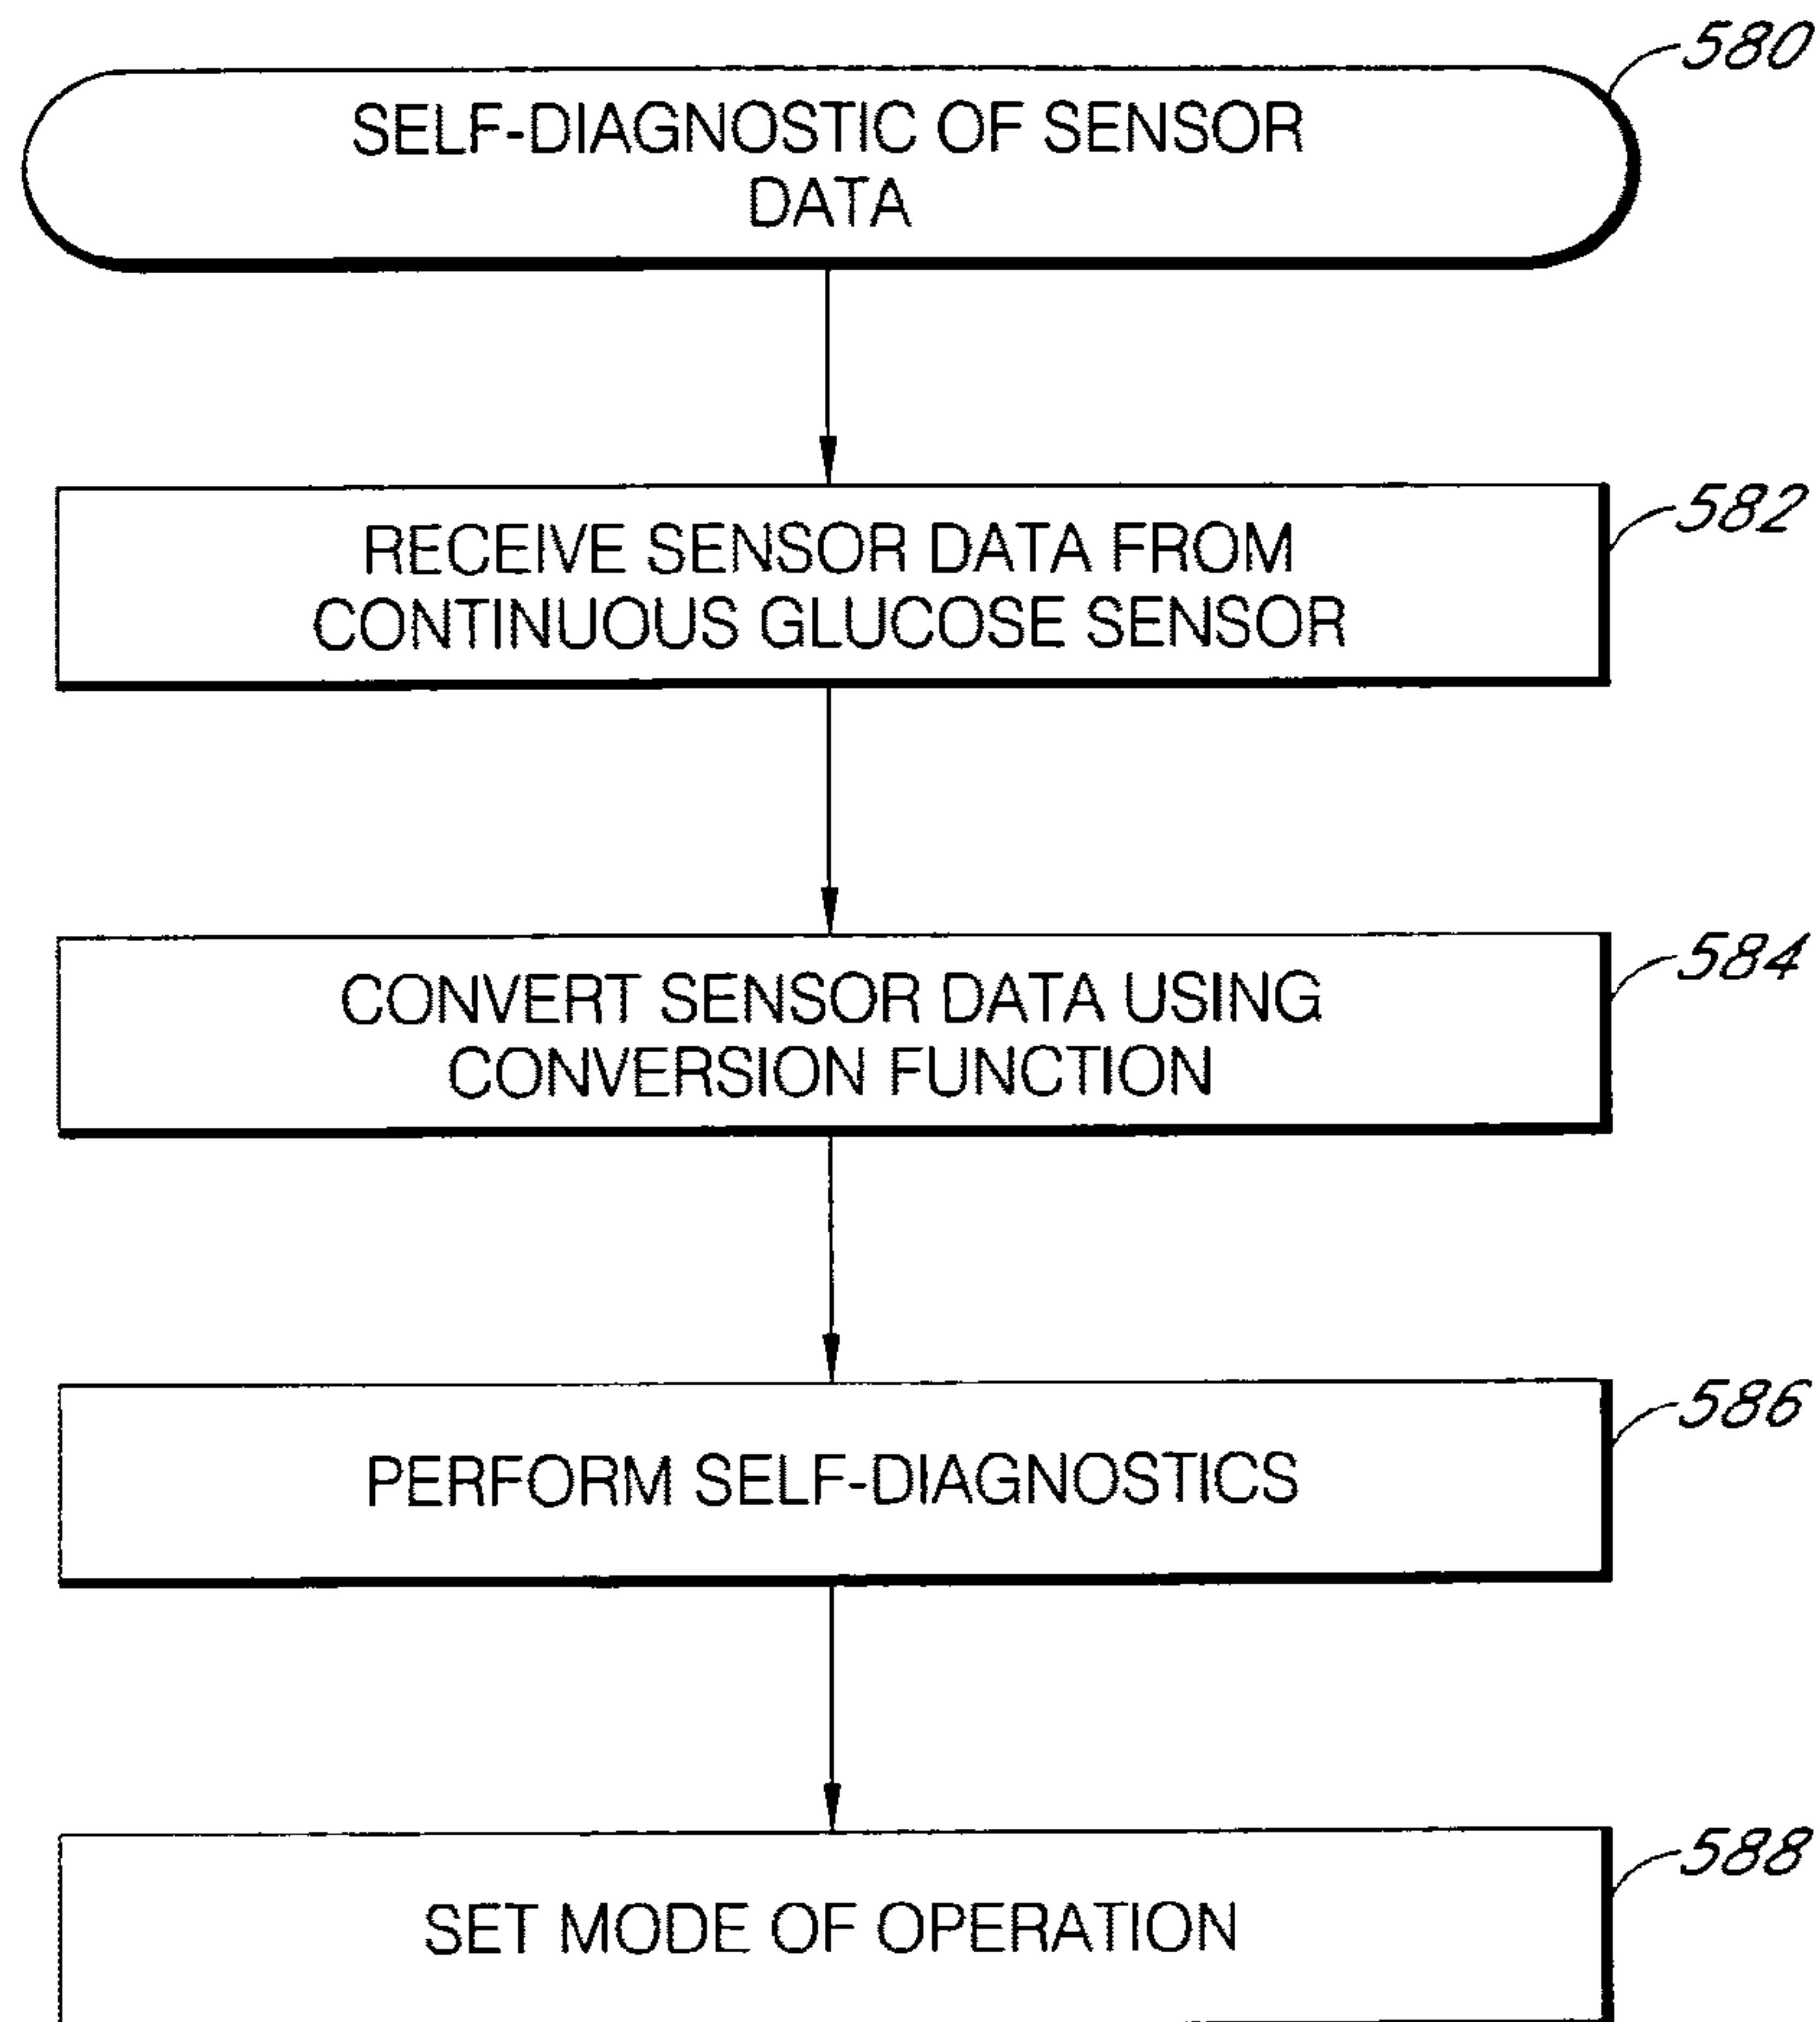 580
SELF-DIAGNOSTIC OF SENSOR
DATA
582
RECEIVE SENSOR DATA FROM
CONTINUOUS GLUCOSE SENSOR
584
CONVERT SENSOR DATA USING
CONVERSION FUNCTION
586
PERFORM SELF-DIAGNOSTICS
588
SET MODE OF OPERATION